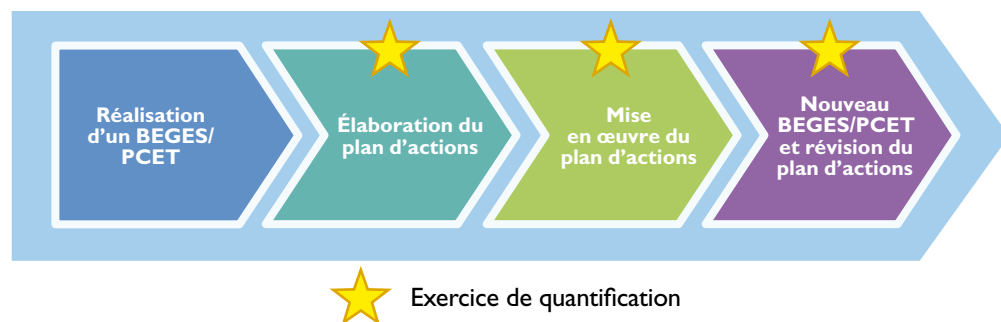 Réalisation
d’un BEGES/
PCET
Élaboration du
plan d’actions
Mise
en œuvre du
plan d’actions
Nouveau
BEGES/PCET
et révision du
plan d’actions
Exercice de quantification